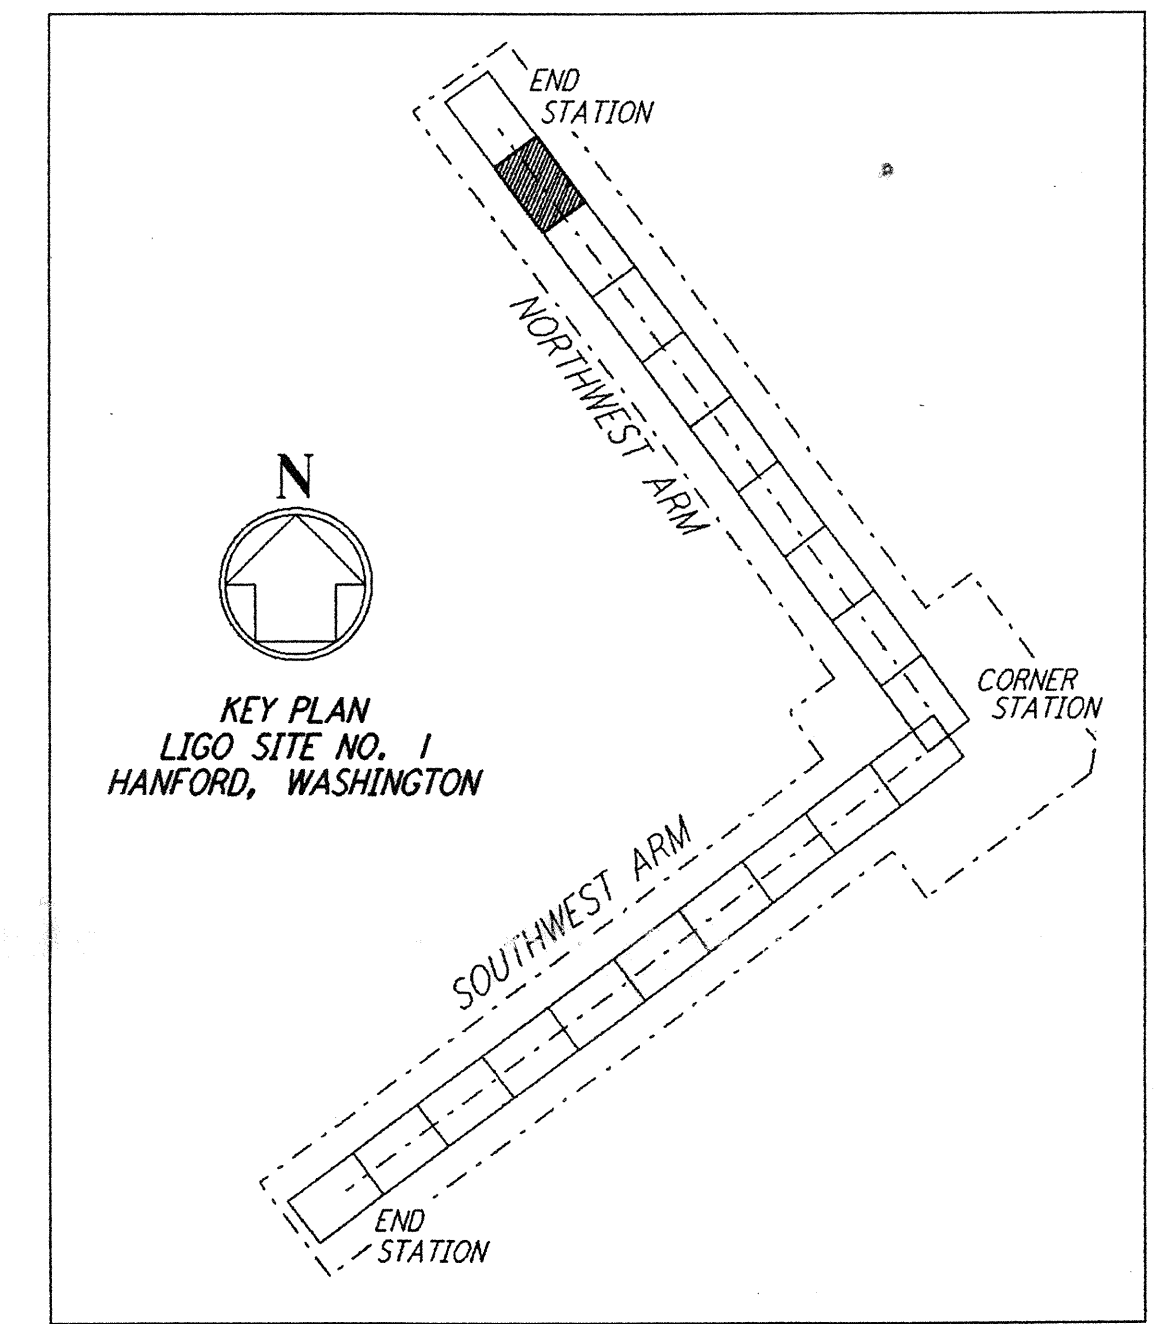 END
STATION
NORTHWEST ARM
N
CORNER
STATION
KEY PLAN
LIGO SITE NO. 1
HANFORD, WASHINGTON
SOUTHWEST ARM
END
STATION